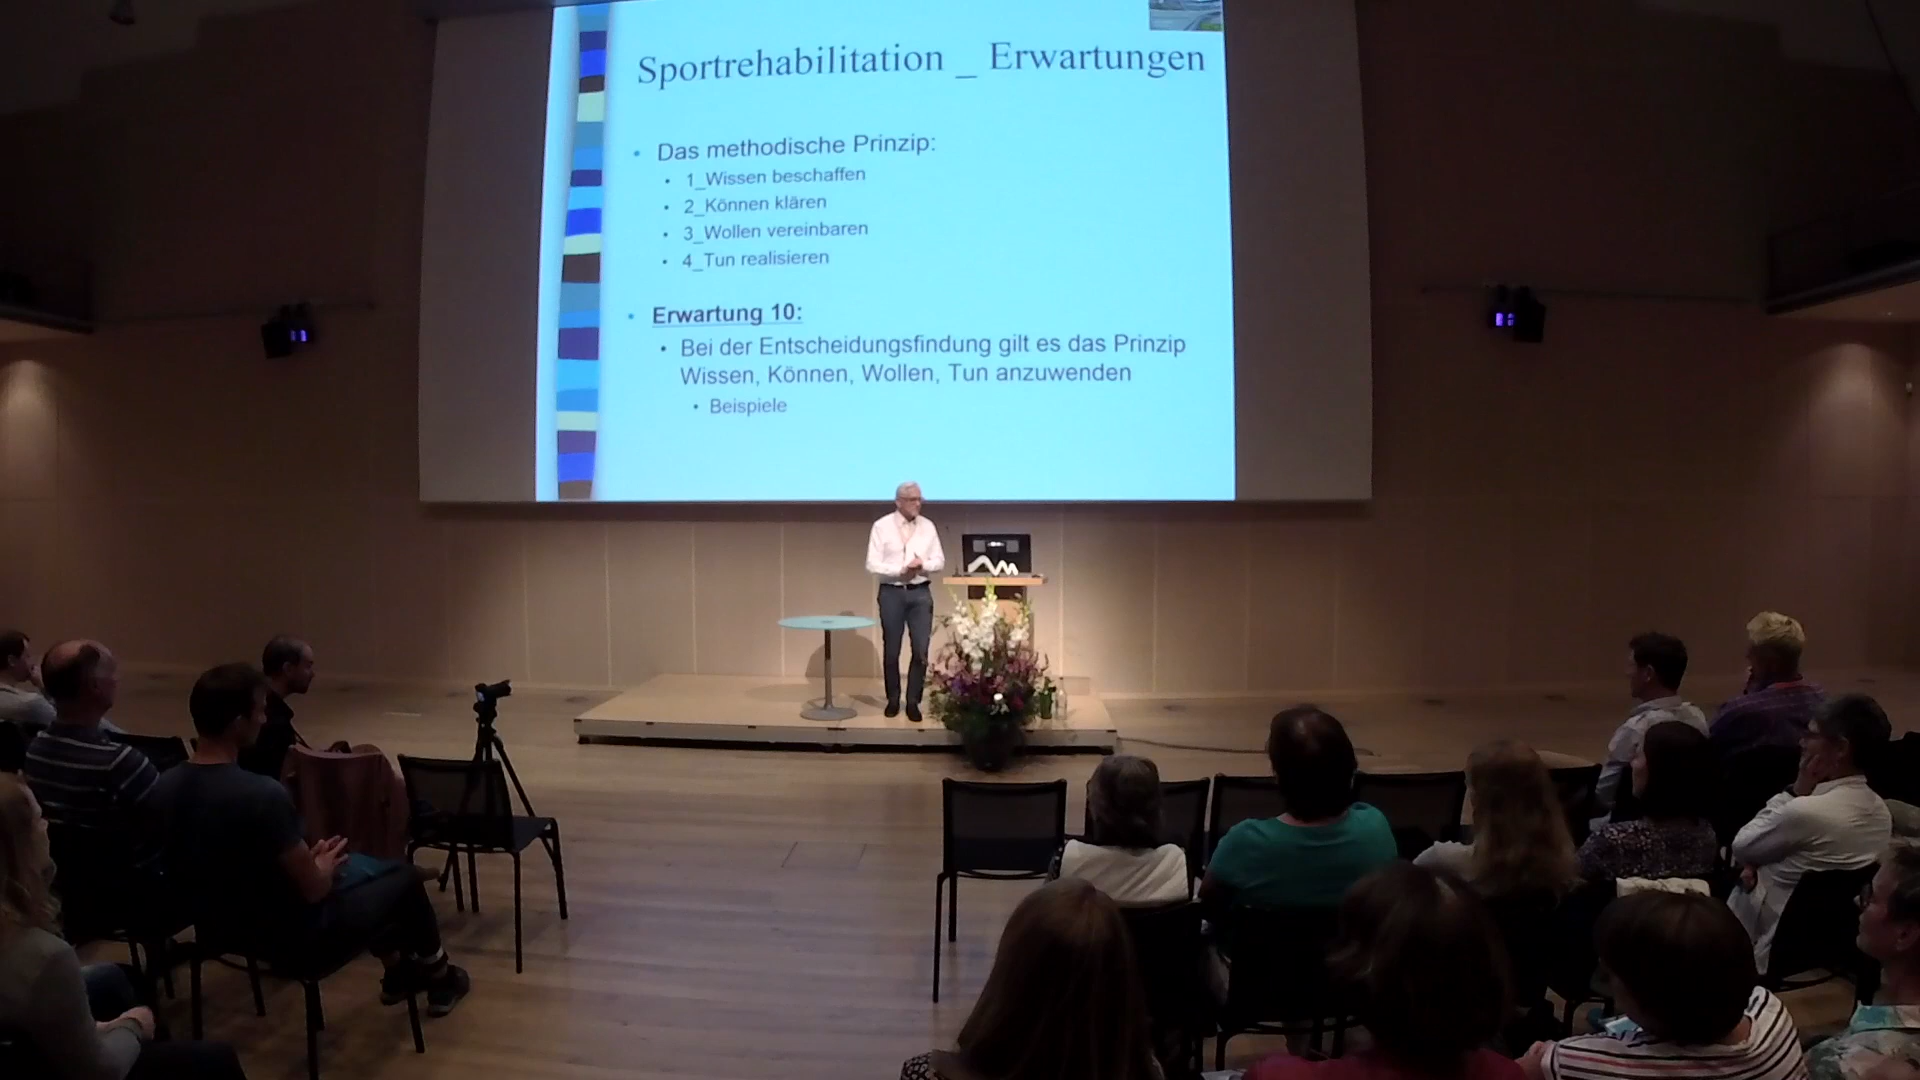 Sportrehabilitation _ Erwartungen
• Das methodische Prinzip:
• 1_Wissen beschaffen
• 2_Können klären
• 3_Wollen vereinbaren
• 4_Tun realisieren
• Erwartung 10:
• Bei der Entscheidungsfindung gilt es das Prinzip
Wissen, Können, Wollen, Tun anzuwenden
• Beispiele